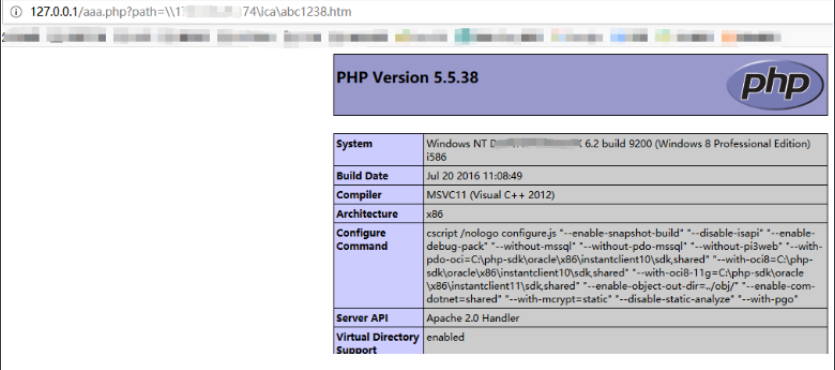 127.0.0.1/aaa.php?path=\\1 74\ica\abc1238.htm
PHP Version 5.5.38
php
System
Windows NT 6.2 build 9200 (Windows 8 Professional Edition)
i586
Build Date
Jul 20 2016 11:08:49
Compiler
MSVC11 (Visual C++ 2012)
Architecture
x86
Configure
Command
cscript /nologo configure.js "--enable-snapshot-build" "--disable-isapi" "--enable-
debug-pack" "--without-mssql" "--without-pdo-mssql" "--without-pi3web" "--with-
pdo-oci=C:\php-sdk\oracle\x86\instantclient10\sdk,shared" "--with-oci8=C:\php-
sdk\oracle\x86\instantclient10\sdk,shared" "--with-oci8-11g=C:\php-sdk\oracle
\x86\instantclient11\sdk,shared" "--enable-object-out-dir=../obj/" "--enable-com-
dotnet=shared" "--with-mcrypt=static" "--disable-static-analyze" "--with-pgo"
Server API
Apache 2.0 Handler
Virtual Directory
Support
enabled